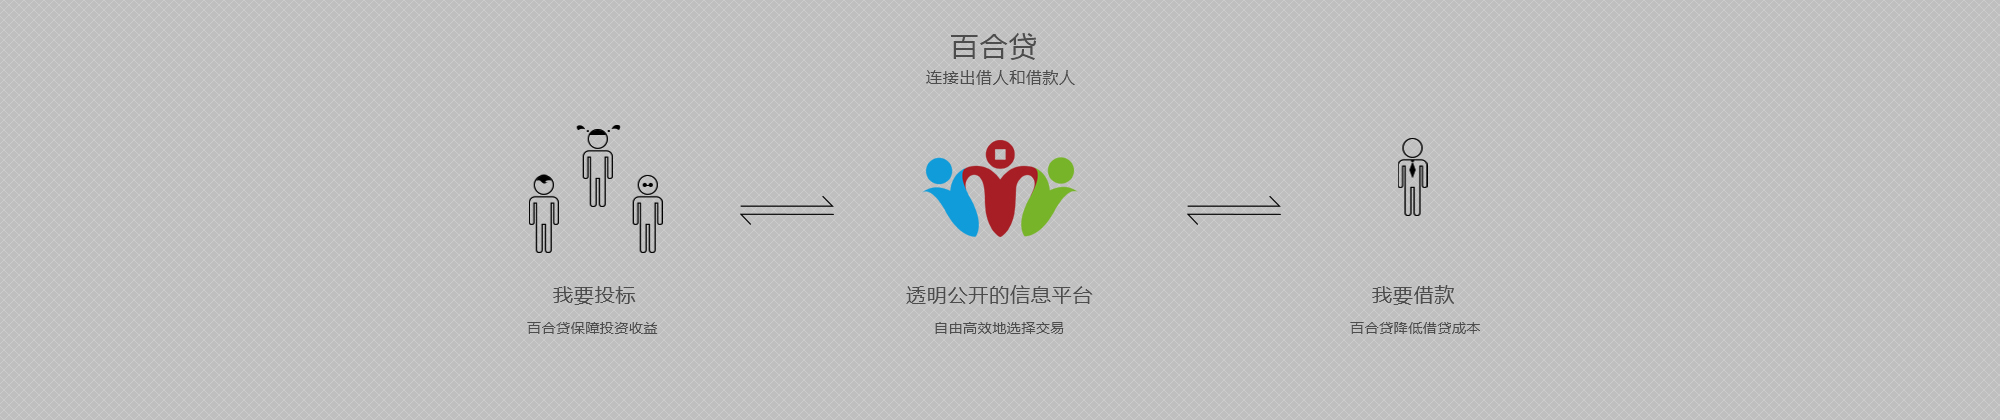 百合贷
连接出借人和借款人
我要投标
百合贷保障投资收益
透明公开的信息平台
自由高效地选择交易
我要借款
百合贷降低借贷成本